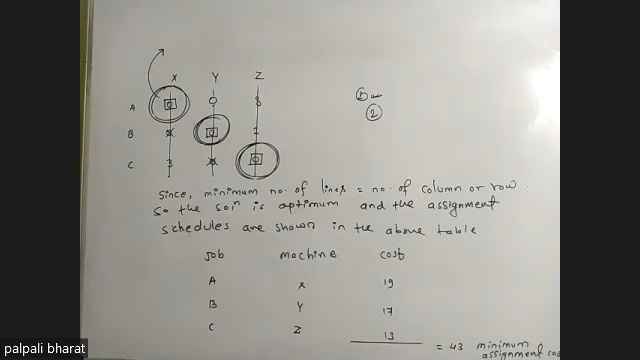 X Y Z
A 0 0 8
B 0 1
C 3 0
① ②
Since, minimum no. of lines = no. of column or row.
So the solⁿ is optimum and the assignment
schedules are shown in the above table
Job machine cost
A X 19
B Y 17
C Z 13
= 43 minimum
assignment cos
palpali bharat